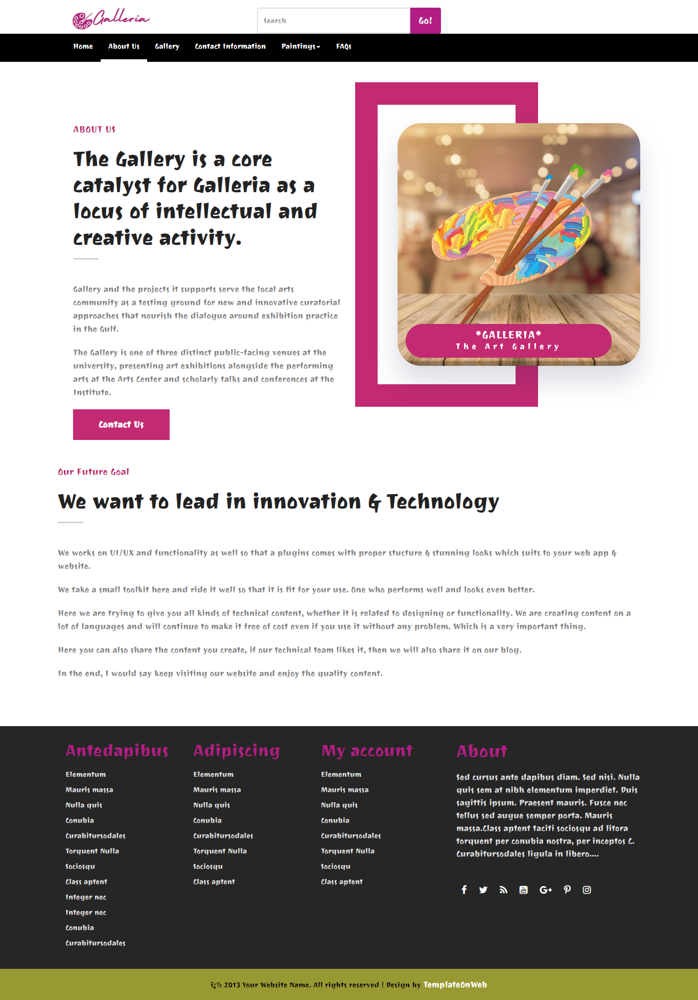 Galleria
Search
Go!
Home
About Us
Gallery
Contact Information
Paintings
FAQs
ABOUT US
The Gallery is a core
catalyst for Galleria as a
locus of intellectual and
creative activity.
Gallery and the projects it supports serve the local arts
community as a testing ground for new and innovative curatorial
approaches that nourish the dialogue around exhibition practice
in the Gulf.
The Gallery is one of three distinct public-facing venues at the
university, presenting art exhibitions alongside the performing
arts at the Arts Center and scholarly talks and conferences at the
Institute.
Contact Us
*GALLERIA*
The Art Gallery
Our Future Goal
We want to lead in innovation & Technology
We works on UI/UX and functionality as well so that a plugins comes with proper stucture & stunning looks which suits to your web app &
website.
We take a small toolkit here and ride it well so that it is fit for your use. One who performs well and looks even better.
Here we are trying to give you all kinds of technical content, whether it is related to designing or functionality. We are creating content on a
lot of languages and will continue to make it free of cost even if you use it without any problem. Which is a very important thing.
Here you can also share the content you create, if our technical team likes it, then we will also share it on our blog.
In the end, I would say keep visiting our website and enjoy the quality content.
Antedapibus
Elementum
Mauris massa
Nulla quis
Conubia
Curabitursodales
Torquent Nulla
Sociosqu
Class aptent
Integer nec
Integer nec
Conubia
Curabitursodales
Adipiscing
Elementum
Mauris massa
Nulla quis
Conubia
Curabitursodales
Torquent Nulla
Sociosqu
Class aptent
My account
Elementum
Mauris massa
Nulla quis
Conubia
Curabitursodales
Torquent Nulla
Sociosqu
Class aptent
About
Sed cursus ante dapibus diam. Sed nisi. Nulla
quis sem at nibh elementum imperdiet. Duis
sagittis ipsum. Praesent mauris. Fusce nec
tellus sed augue semper porta. Mauris
massa.Class aptent taciti sociosqu ad litora
torquent per conubia nostra, per inceptos C.
Curabitursodales ligula in libero....
ï¿½ 2013 Your Website Name. All rights reserved | Design by TemplateOnWeb